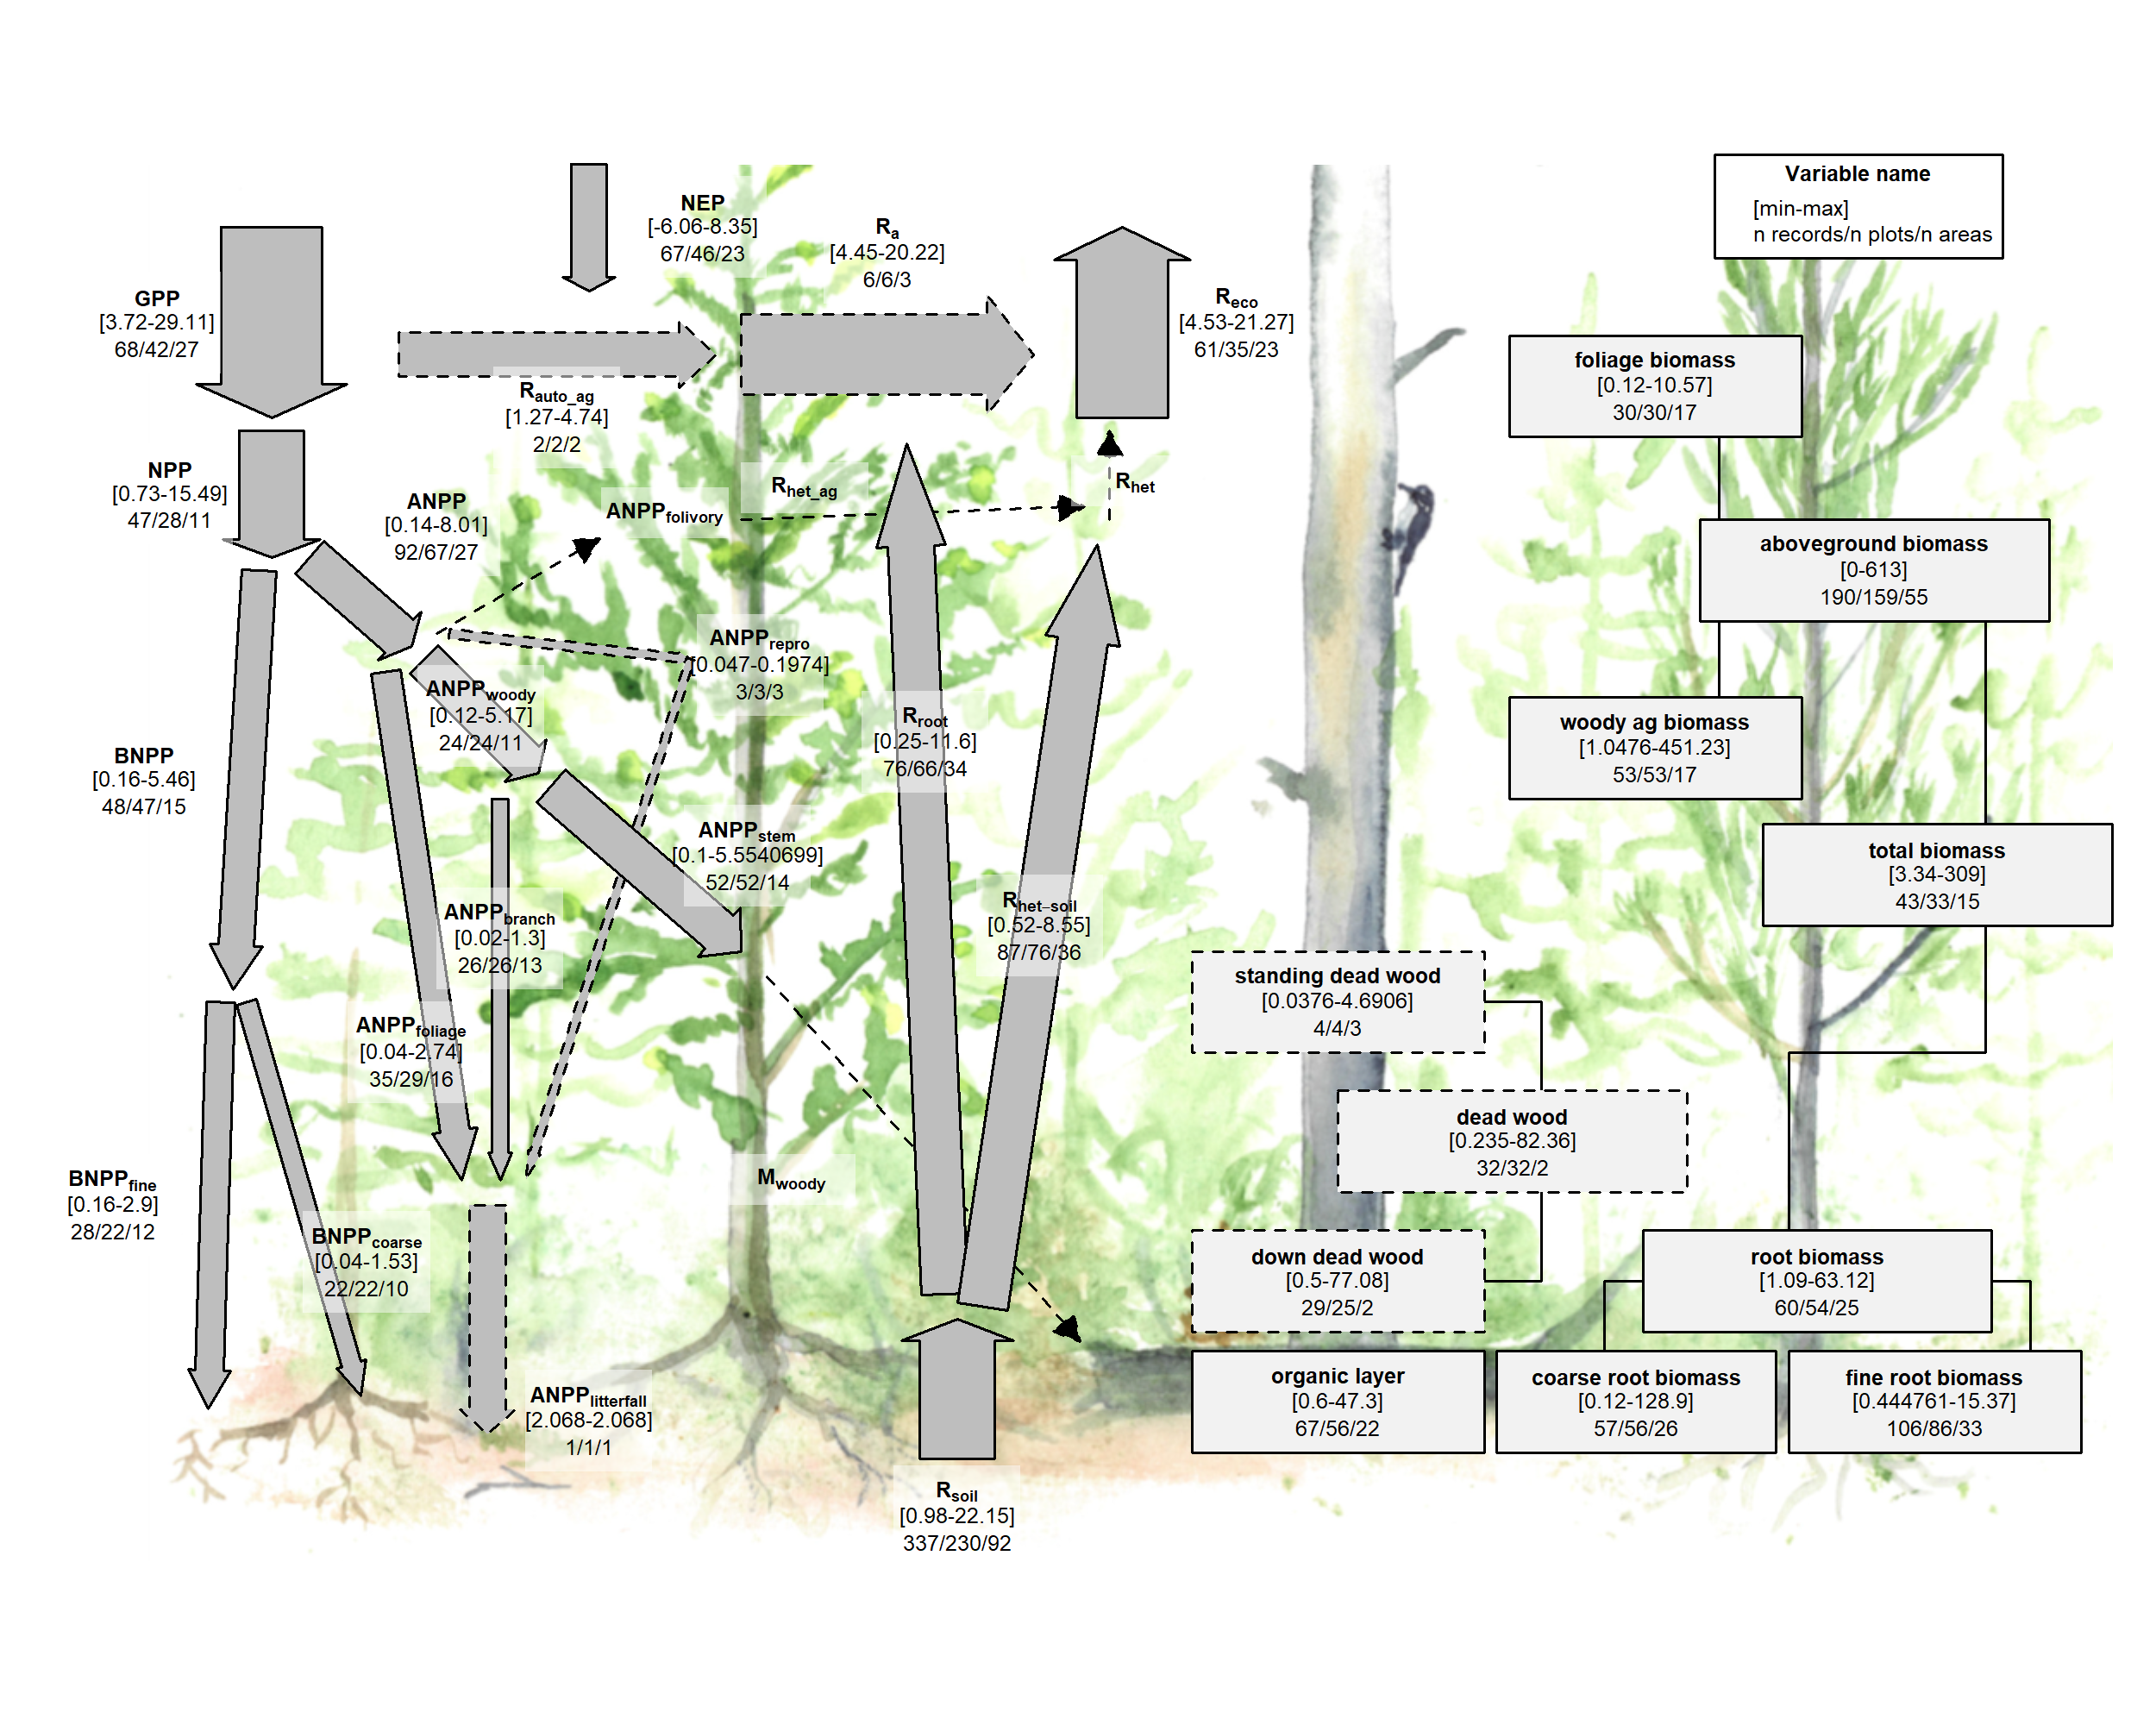 Variable name
[min-max]
n records/n plots/n areas
NEP
[-6.06-8.35]
67/46/23
Ra
[4.45-20.22]
6/6/3
GPP
[3.72-29.11]
68/42/27
Reco
[4.53-21.27]
61/35/23
Rauto_ag
[1.27-4.74]
2/2/2
NPP
[0.73-15.49]
47/28/11
ANPP
[0.14-8.01]
92/67/27
ANPPfolivory
Rhet_ag
Rhet
ANPPrepro
[0.047-0.1974]
3/3/3
ANPPwoody
[0.12-5.17]
24/24/11
Rroot
[0.25-11.6]
76/66/34
BNPP
[0.16-5.46]
48/47/15
ANPPstem
[0.1-5.5540699]
52/52/14
ANPPbranch
[0.02-1.3]
26/26/13
Rhet−soil
[0.52-8.55]
87/76/36
ANPPfoliage
[0.04-2.74]
35/29/16
Mwoody
BNPPfine
[0.16-2.9]
28/22/12
BNPPcoarse
[0.04-1.53]
22/22/10
ANPPlitterfall
[2.068-2.068]
1/1/1
Rsoil
[0.98-22.15]
337/230/92
foliage biomass
[0.12-10.57]
30/30/17
aboveground biomass
[0-613]
190/159/55
woody ag biomass
[1.0476-451.23]
53/53/17
total biomass
[3.34-309]
43/33/15
standing dead wood
[0.0376-4.6906]
4/4/3
dead wood
[0.235-82.36]
32/32/2
down dead wood
[0.5-77.08]
29/25/2
root biomass
[1.09-63.12]
60/54/25
organic layer
[0.6-47.3]
67/56/22
coarse root biomass
[0.12-128.9]
57/56/26
fine root biomass
[0.444761-15.37]
106/86/33